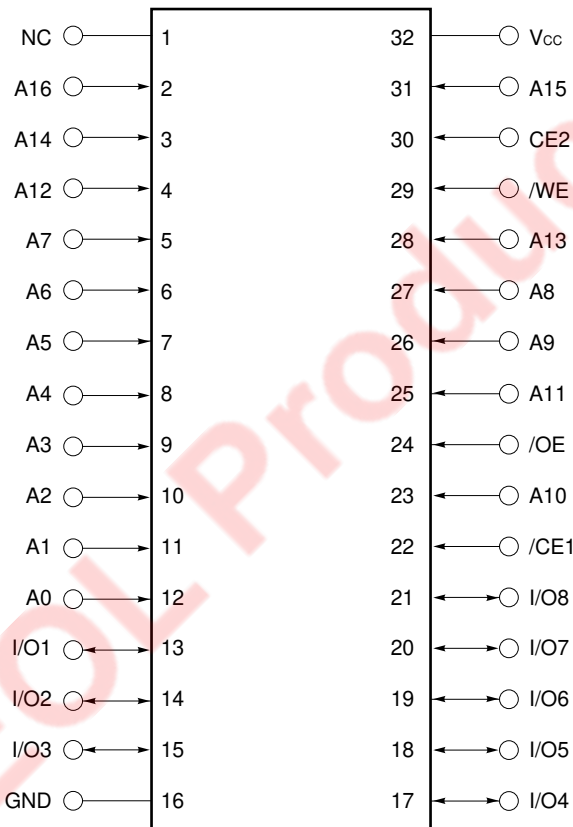 NC 1 32 Vcc
A16 2 31 A15
A14 3 30 CE2
A12 4 29 /WE
A7 5 28 A13
A6 6 27 A8
A5 7 26 A9
A4 8 25 A11
A3 9 24 /OE
A2 10 23 A10
A1 11 22 /CE1
A0 12 21 I/O8
I/O1 13 20 I/O7
I/O2 14 19 I/O6
I/O3 15 18 I/O5
GND 16 17 I/O4
EOL Produc